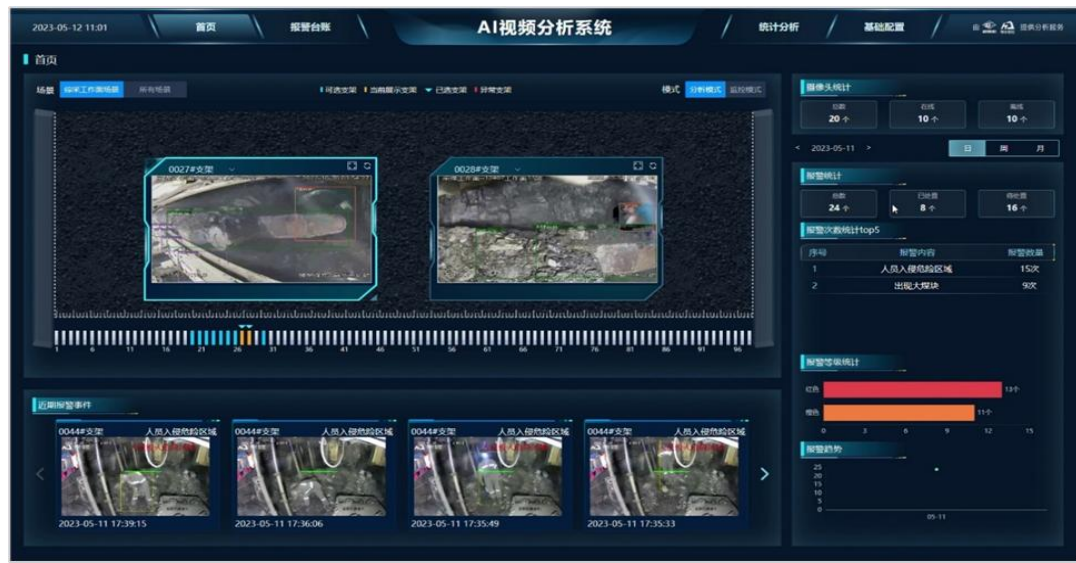 2023-05-12 11:01
首页
报警台账
AI视频分析系统
统计分析
基础配置
由
提供分析服务
首页
场景 综采工作面场景 所有场景
可选支架 当前展示支架 已选支架 异常支架
模式 分析模式 监控模式
0027#支架
0028#支架
1 6 11 16 21 26 31 36 41 46 51 56 61 66 71 76 81 86 91 96
近期报警事件
0044#支架 人员入侵危险区域
2023-05-11 17:39:15
0044#支架 人员入侵危险区域
2023-05-11 17:36:06
0044#支架 人员入侵危险区域
2023-05-11 17:35:49
0044#支架 人员入侵危险区域
2023-05-11 17:35:33
摄像头统计
总数 在线 离线
20 个 10 个 10 个
< 2023-05-11 >
日 周 月
报警统计
总数 已处置 待处置
24 个 8 个 16 个
报警次数统计top5
序号 报警内容 报警数量
1 人员入侵危险区域 15次
2 出现大煤块 9次
报警等级统计
红色 13个
橙色 11个
0 3 6 9 12 15
报警趋势
25
20
15
10
5
0
05-11